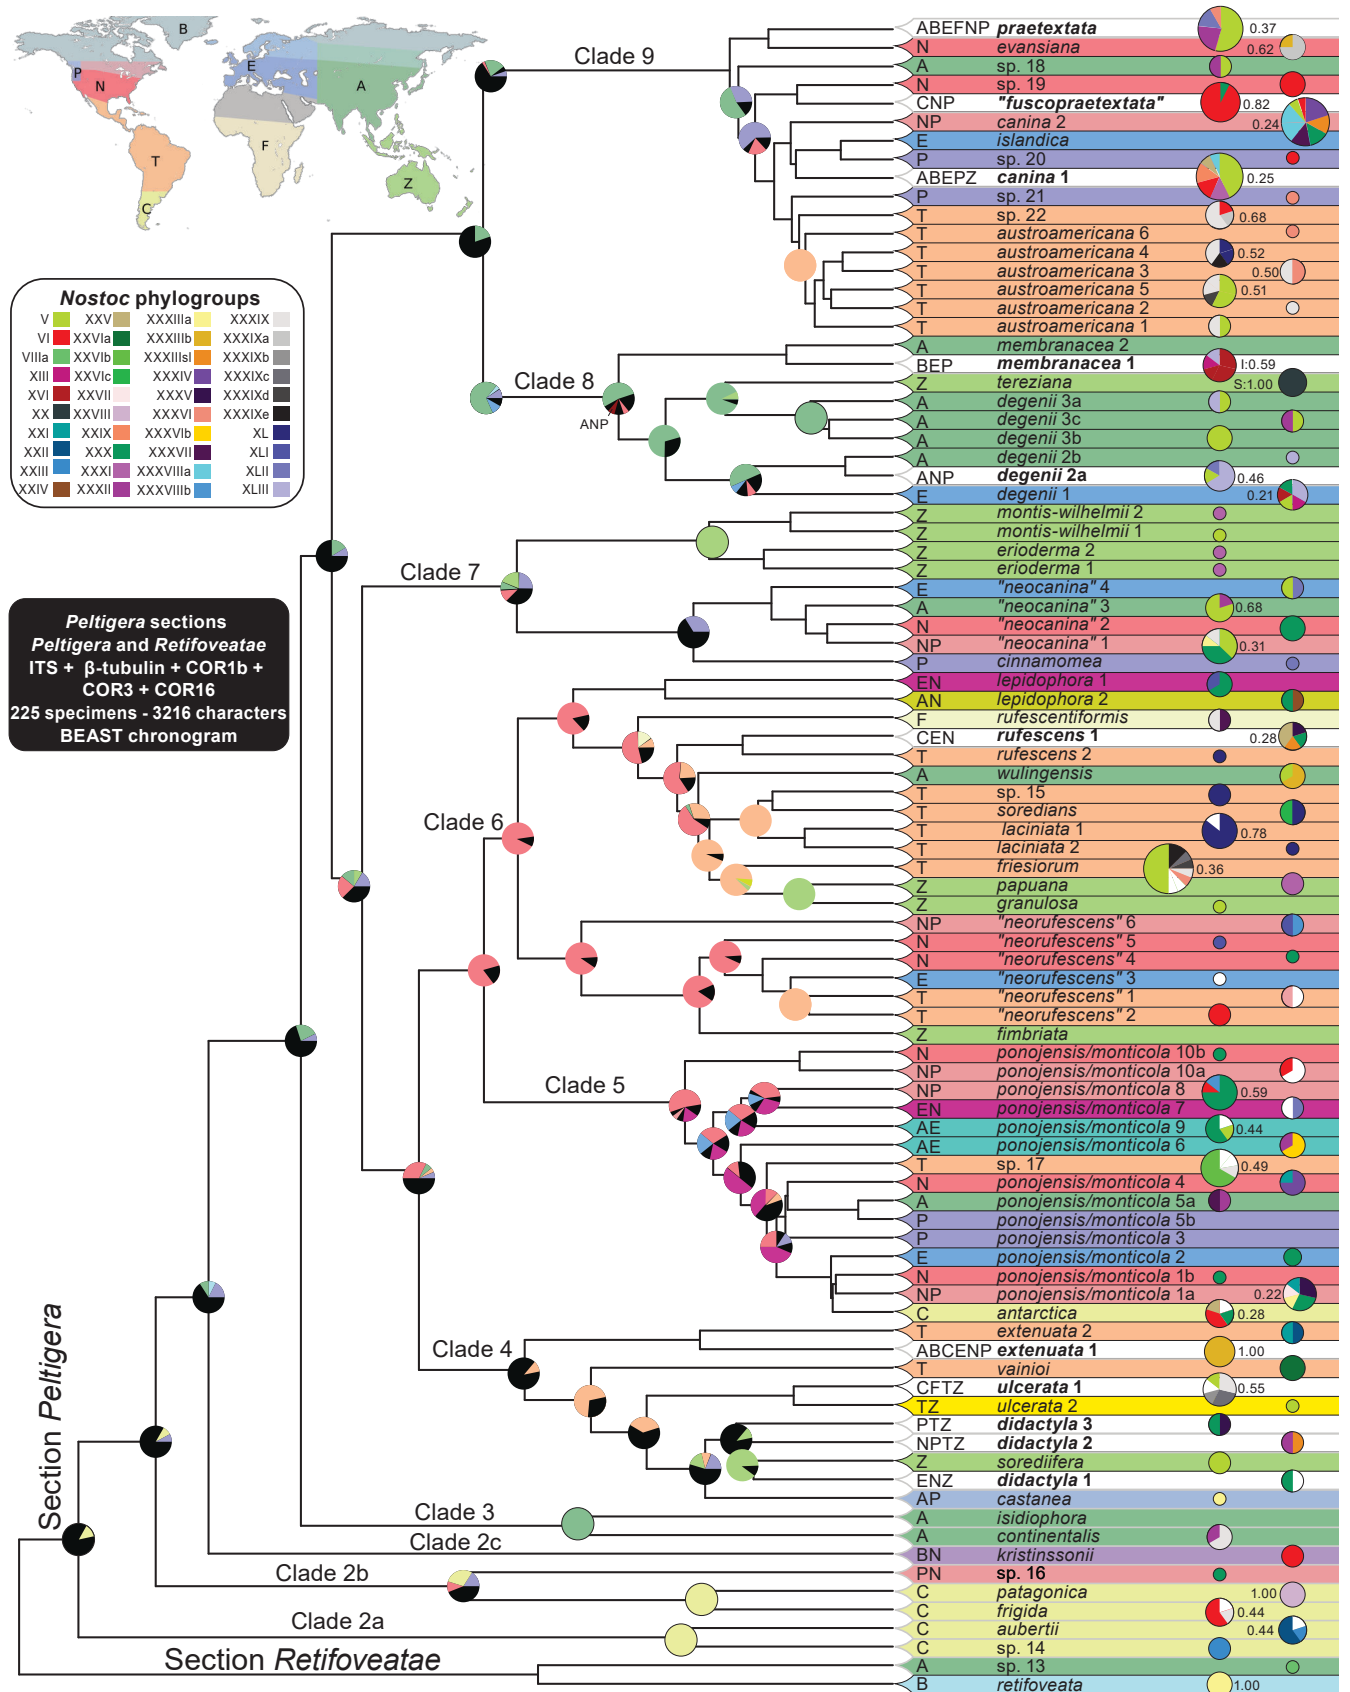 B
P
N
E
A
T
F
Z
C
Nostoc phylogroups
V XXV XXXIIIa XXXIX
VI XXVIa XXXIIIb XXXIXa
VIIIa XXVIb XXXIIIsl XXXIXb
XIII XXVIc XXXIV XXXIXc
XVI XXVII XXXV XXXIXd
XX XXVIII XXXVI XXXIXe
XXI XXIX XXXVIb XL
XXII XXX XXXVII XLI
XXIII XXXI XXXVIIIa XLII
XXIV XXXII XXXVIIIb XLIII
Peltigera sections
Peltigera and Retifoveatae
ITS + β-tubulin + COR1b +
COR3 + COR16
225 specimens - 3216 characters
BEAST chronogram
Clade 9
Clade 8
ANP
Clade 7
Clade 6
Clade 5
Clade 4
Clade 3
Clade 2c
Clade 2b
Clade 2a
Section Peltigera
Section Retifoveatae
ABEFNP praetextata 0.37
N evansiana 0.62
A sp. 18
N sp. 19
CNP "fuscopraetextata" 0.82
NP canina 2 0.24
E islandica
P sp. 20
ABEPZ canina 1 0.25
P sp. 21
T sp. 22 0.68
T austroamericana 6
T austroamericana 4 0.52
T austroamericana 3 0.50
T austroamericana 5 0.51
T austroamericana 2
T austroamericana 1
A membranacea 2
BEP membranacea 1 I:0.59
Z tereziana S:1.00
A degenii 3a
A degenii 3c
A degenii 3b
A degenii 2b
ANP degenii 2a 0.46
E degenii 1 0.21
Z montis-wilhelmii 2
Z montis-wilhelmii 1
Z erioderma 2
Z erioderma 1
E "neocanina" 4
A "neocanina" 3 0.68
N "neocanina" 2
NP "neocanina" 1 0.31
P cinnamomea
EN lepidophora 1
AN lepidophora 2
F rufescentiformis
CEN rufescens 1 0.28
T rufescens 2
A wulingensis
T sp. 15
T soredians
T laciniata 1 0.78
T laciniata 2
T friesiorum 0.36
Z papuana
Z granulosa
NP "neorufescens" 6
N "neorufescens" 5
N "neorufescens" 4
E "neorufescens" 3
T "neorufescens" 1
T "neorufescens" 2
Z fimbriata
N ponojensis/monticola 10b
NP ponojensis/monticola 10a
NP ponojensis/monticola 8 0.59
EN ponojensis/monticola 7
AE ponojensis/monticola 9 0.44
AE ponojensis/monticola 6
T sp. 17 0.49
N ponojensis/monticola 4
A ponojensis/monticola 5a
P ponojensis/monticola 5b
P ponojensis/monticola 3
E ponojensis/monticola 2
N ponojensis/monticola 1b
NP ponojensis/monticola 1a 0.22
C antarctica 0.28
T extenuata 2
ABCENP extenuata 1 1.00
T vainioi
CFTZ ulcerata 1 0.55
TZ ulcerata 2
PTZ didactyla 3
NPTZ didactyla 2
Z sorediifera
ENZ didactyla 1
AP castanea
A isidiophora
A continentalis
BN kristinssonii
PN sp. 16
C patagonica 1.00
C frigida 0.44
C aubertii 0.44
C sp. 14
A sp. 13
B retifoveata 1.00